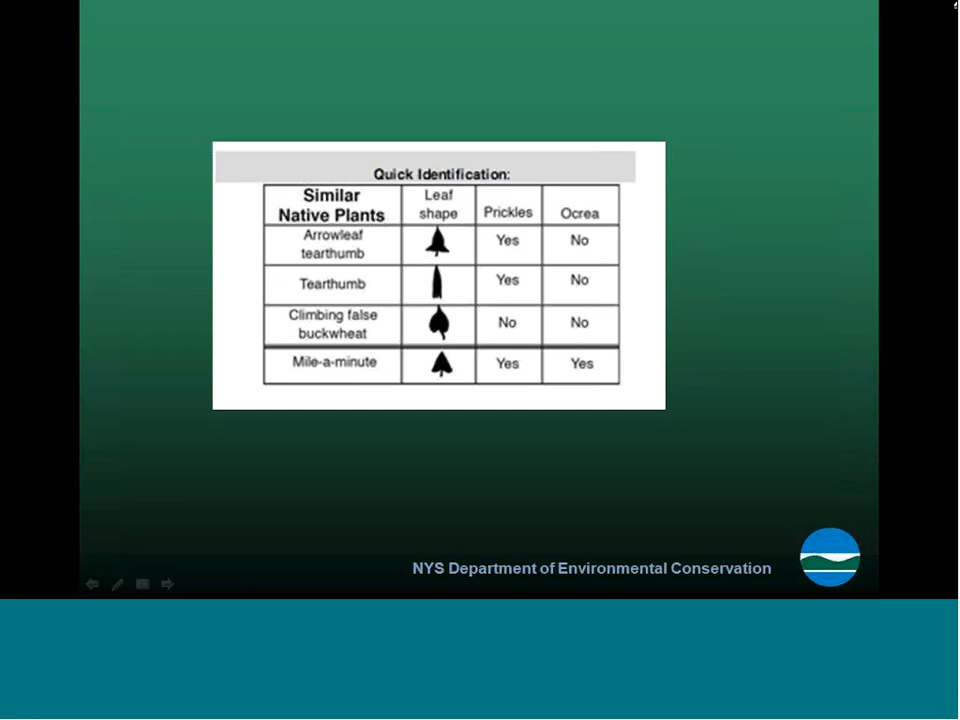 Quick Identification:
Similar Native Plants Leaf shape Prickles Ocrea
Arrowleaf tearthumb Yes No
Tearthumb Yes No
Climbing false buckwheat No No
Mile-a-minute Yes Yes
NYS Department of Environmental Conservation